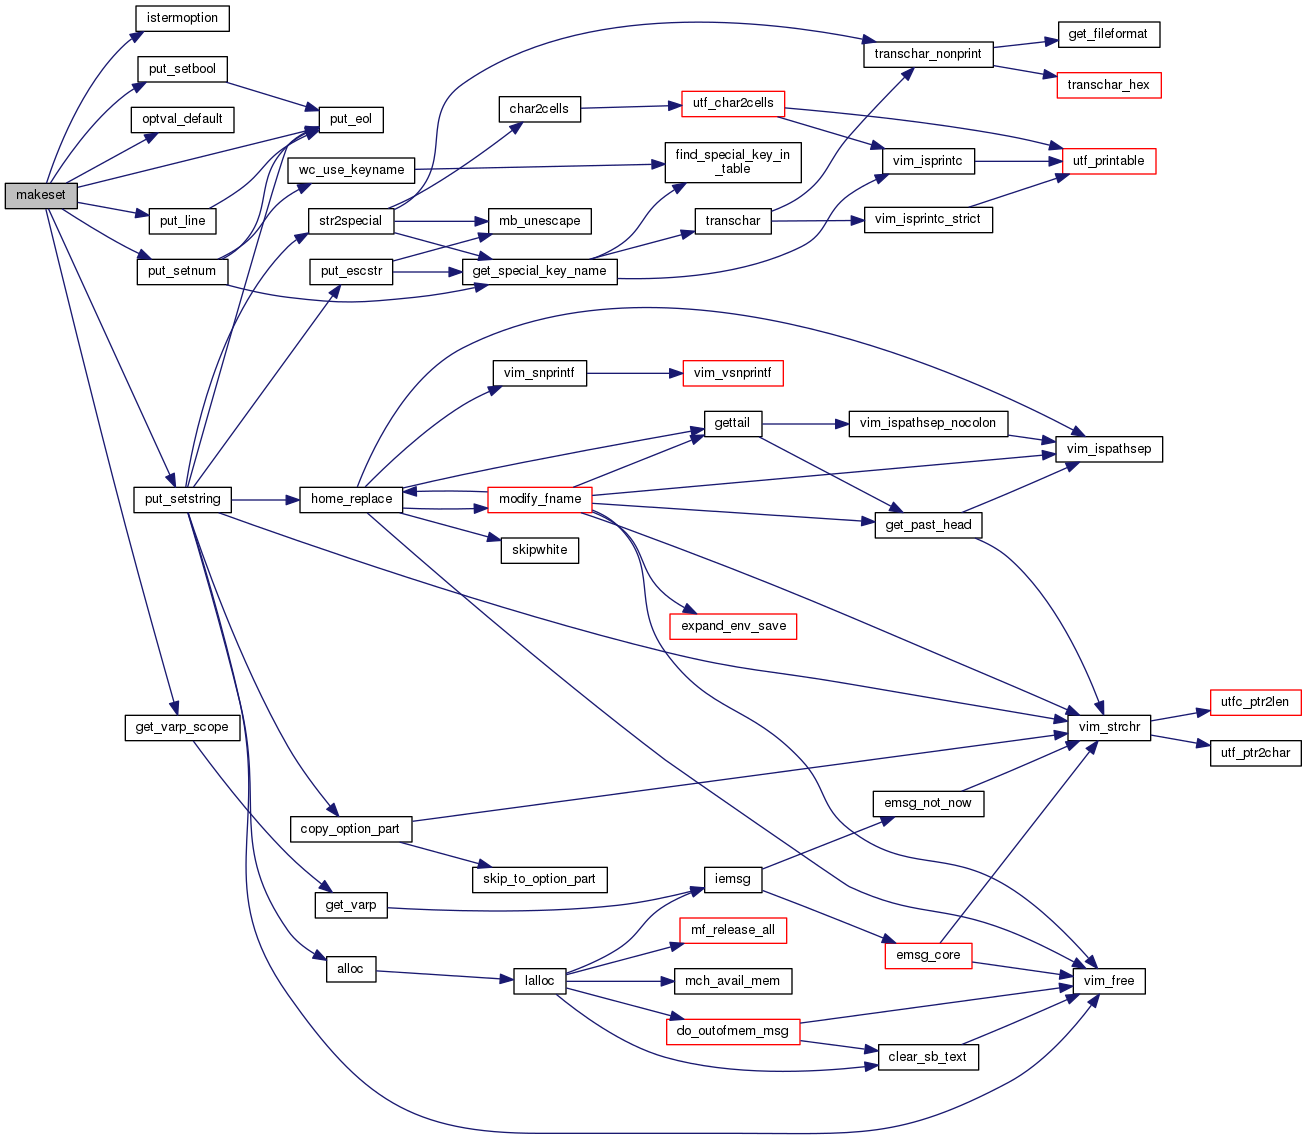 istermoption
get_fileformat
transchar_nonprint
put_setbool
transchar_hex
utf_char2cells
char2cells
optval_default
put_eol
find_special_key_in
_table
vim_isprintc
utf_printable
wc_use_keyname
makeset
put_line
str2special
mb_unescape
transchar
vim_isprintc_strict
put_setnum
put_escstr
get_special_key_name
vim_snprintf
vim_vsnprintf
gettail
vim_ispathsep_nocolon
vim_ispathsep
put_setstring
home_replace
modify_fname
get_past_head
skipwhite
expand_env_save
utfc_ptr2len
get_varp_scope
vim_strchr
utf_ptr2char
emsg_not_now
copy_option_part
skip_to_option_part
iemsg
get_varp
mf_release_all
emsg_core
alloc
lalloc
mch_avail_mem
vim_free
do_outofmem_msg
clear_sb_text